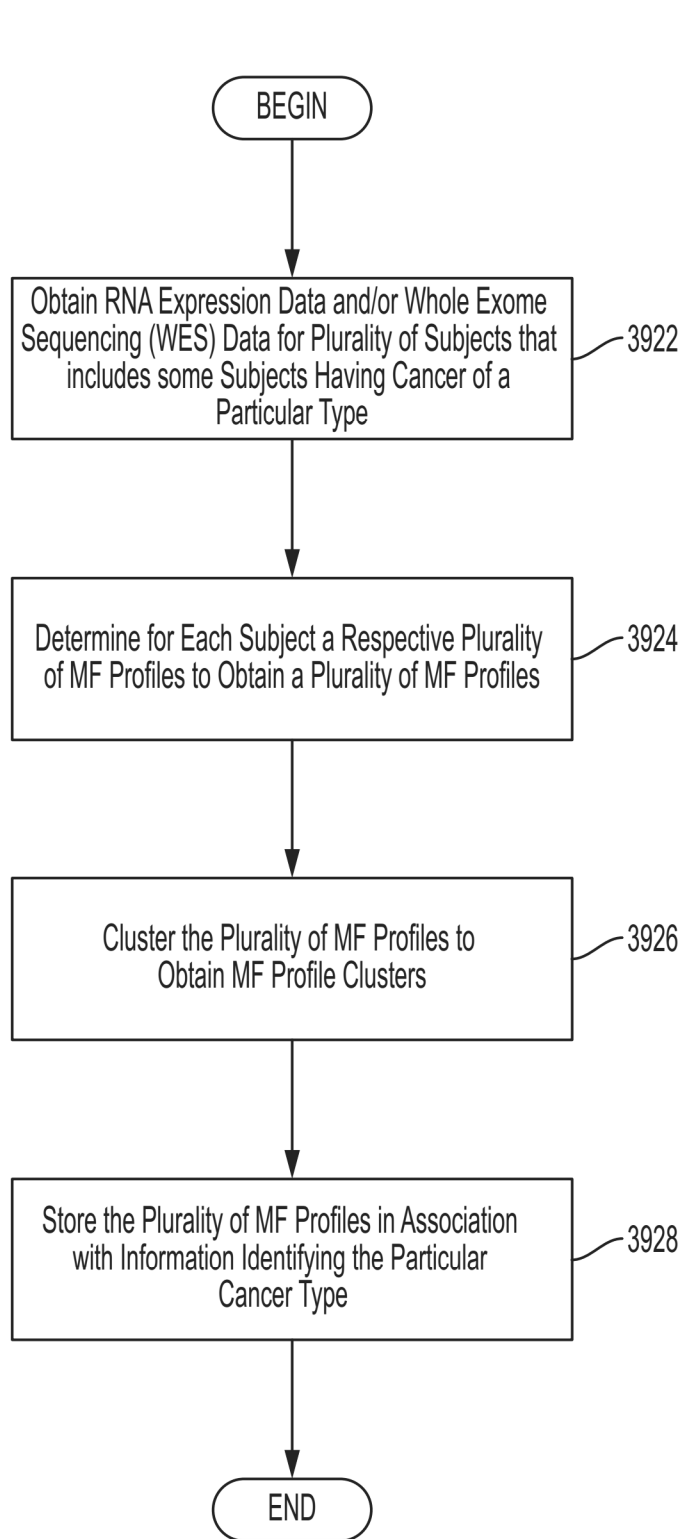 BEGIN
Obtain RNA Expression Data and/or Whole Exome
Sequencing (WES) Data for Plurality of Subjects that
includes some Subjects Having Cancer of a
Particular Type
3922
Determine for Each Subject a Respective Plurality
of MF Profiles to Obtain a Plurality of MF Profiles
3924
Cluster the Plurality of MF Profiles to
Obtain MF Profile Clusters
3926
Store the Plurality of MF Profiles in Association
with Information Identifying the Particular
Cancer Type
3928
END